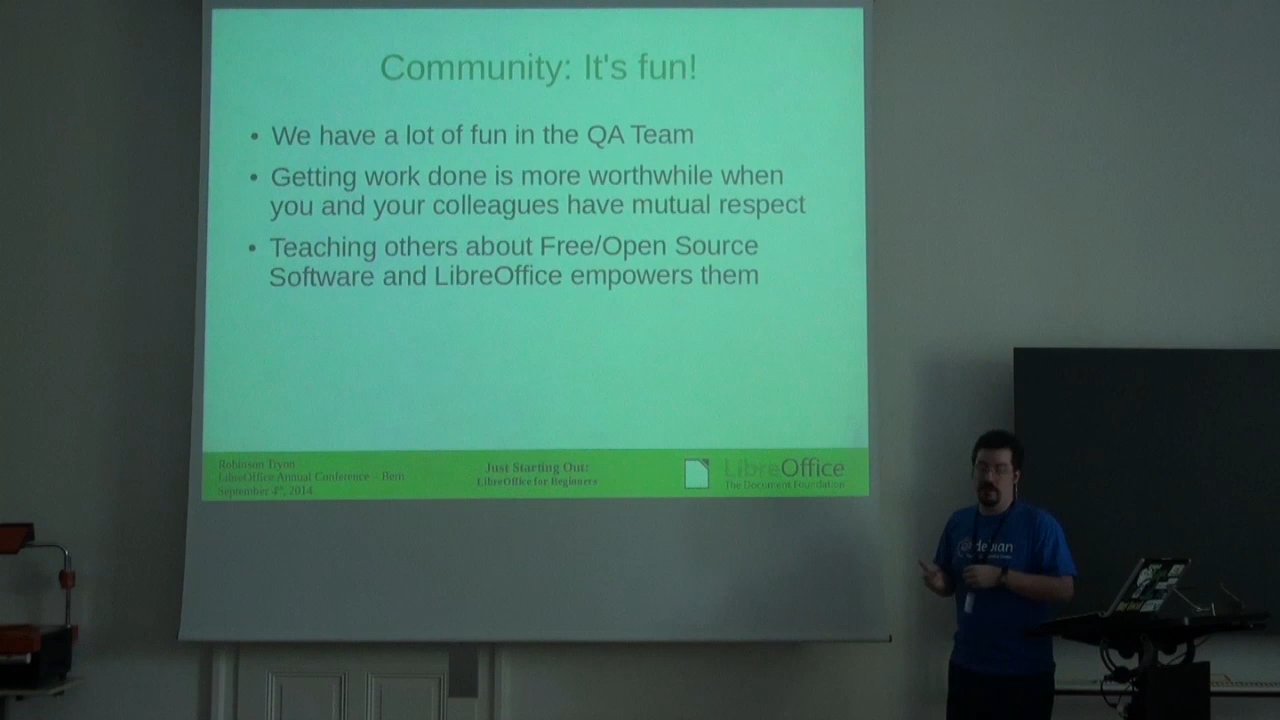 Community: It's fun!
• We have a lot of fun in the QA Team
• Getting work done is more worthwhile when
you and your colleagues have mutual respect
• Teaching others about Free/Open Source
Software and LibreOffice empowers them
Robinson Tryon
LibreOffice Annual Conference – Bern
September 4th, 2014
Just Starting Out:
LibreOffice for Beginners
LibreOffice
The Document Foundation
debian